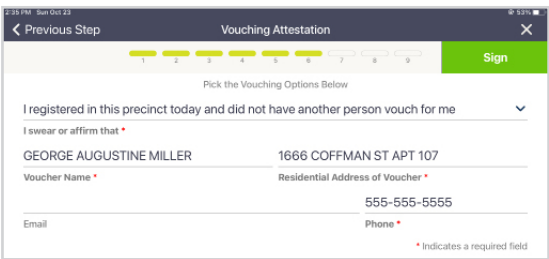 2:35 PM Sun Oct 23 53%
Previous Step Vouching Attestation
1 2 3 4 5 6 7 8 9 Sign
Pick the Vouching Options Below
I registered in this precinct today and did not have another person vouch for me
I swear or affirm that *
GEORGE AUGUSTINE MILLER 1666 COFFMAN ST APT 107
Voucher Name * Residential Address of Voucher *
555-555-5555
Email Phone *
* Indicates a required field